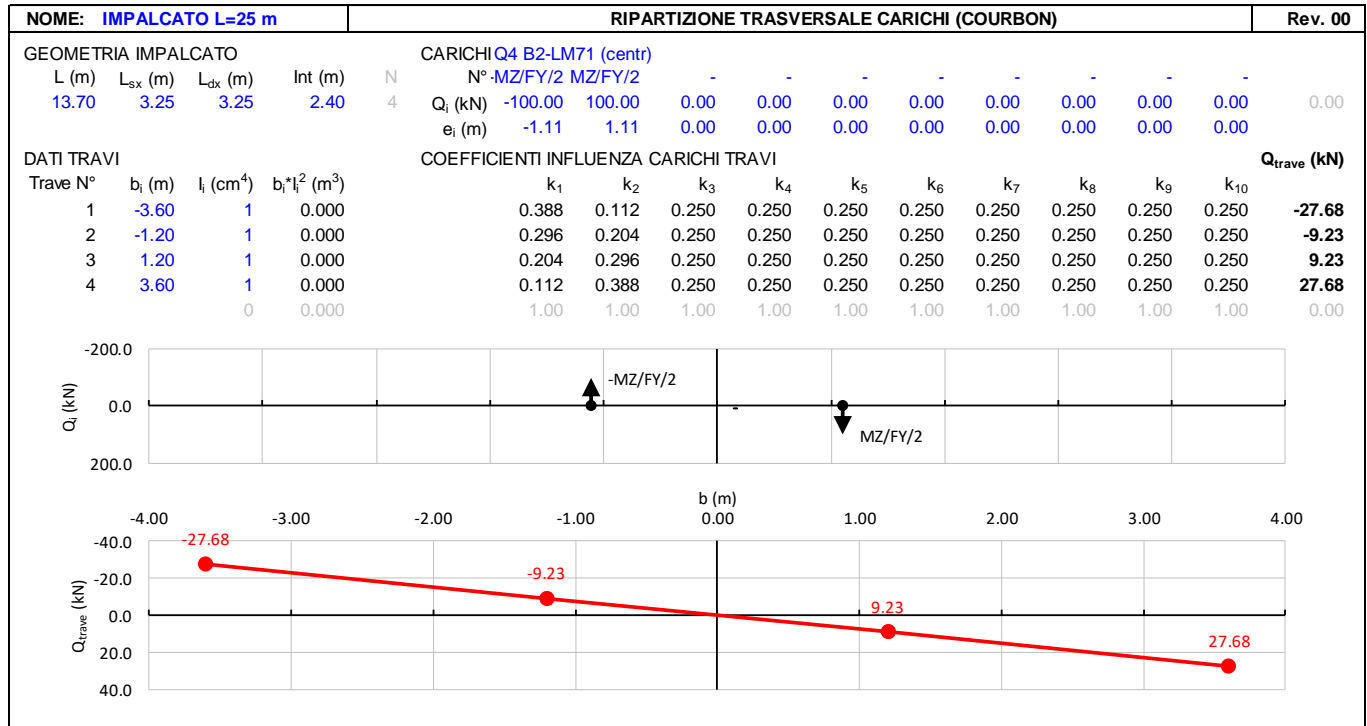 NOME: IMPALCATO L=25 m RIPARTIZIONE TRASVERSALE CARICHI (COURBON) Rev. 00
GEOMETRIA IMPALCATO CARICHI Q4 B2-LM71 (centr)
L (m) Lsx (m) Ldx (m) Int (m) N N° -MZ/FY/2 MZ/FY/2 - - - - - - - -
13.70 3.25 3.25 2.40 4 Qi (kN) -100.00 100.00 0.00 0.00 0.00 0.00 0.00 0.00 0.00 0.00 0.00
ei (m) -1.11 1.11 0.00 0.00 0.00 0.00 0.00 0.00 0.00 0.00
DATI TRAVI COEFFICIENTI INFLUENZA CARICHI TRAVI Qtrave (kN)
Trave N° bi (m) Ii (cm4) bi*Ii2 (m3) k1 k2 k3 k4 k5 k6 k7 k8 k9 k10
1 -3.60 1 0.000 0.388 0.112 0.250 0.250 0.250 0.250 0.250 0.250 0.250 0.250 -27.68
2 -1.20 1 0.000 0.296 0.204 0.250 0.250 0.250 0.250 0.250 0.250 0.250 0.250 -9.23
3 1.20 1 0.000 0.204 0.296 0.250 0.250 0.250 0.250 0.250 0.250 0.250 0.250 9.23
4 3.60 1 0.000 0.112 0.388 0.250 0.250 0.250 0.250 0.250 0.250 0.250 0.250 27.68
0 0.000 1.00 1.00 1.00 1.00 1.00 1.00 1.00 1.00 1.00 1.00 0.00
Qi (kN)
-200.0
0.0
200.0
-MZ/FY/2
-
MZ/FY/2
b (m)
-4.00 -3.00 -2.00 -1.00 0.00 1.00 2.00 3.00 4.00
Qtrave (kN)
-40.0
-20.0
0.0
20.0
40.0
-27.68
-9.23
9.23
27.68